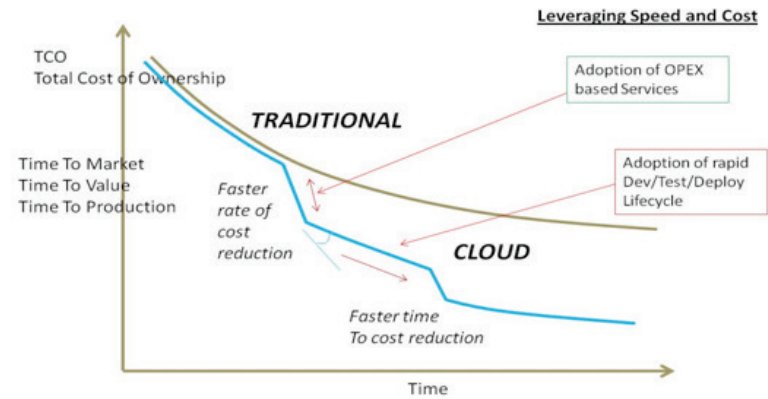 Leveraging Speed and Cost
TCO
Total Cost of Ownership
Adoption of OPEX
based Services
TRADITIONAL
Time To Market
Time To Value
Time To Production
Adoption of rapid
Dev/Test/Deploy
Lifecycle
Faster
rate of
cost
reduction
CLOUD
Faster time
To cost reduction
Time